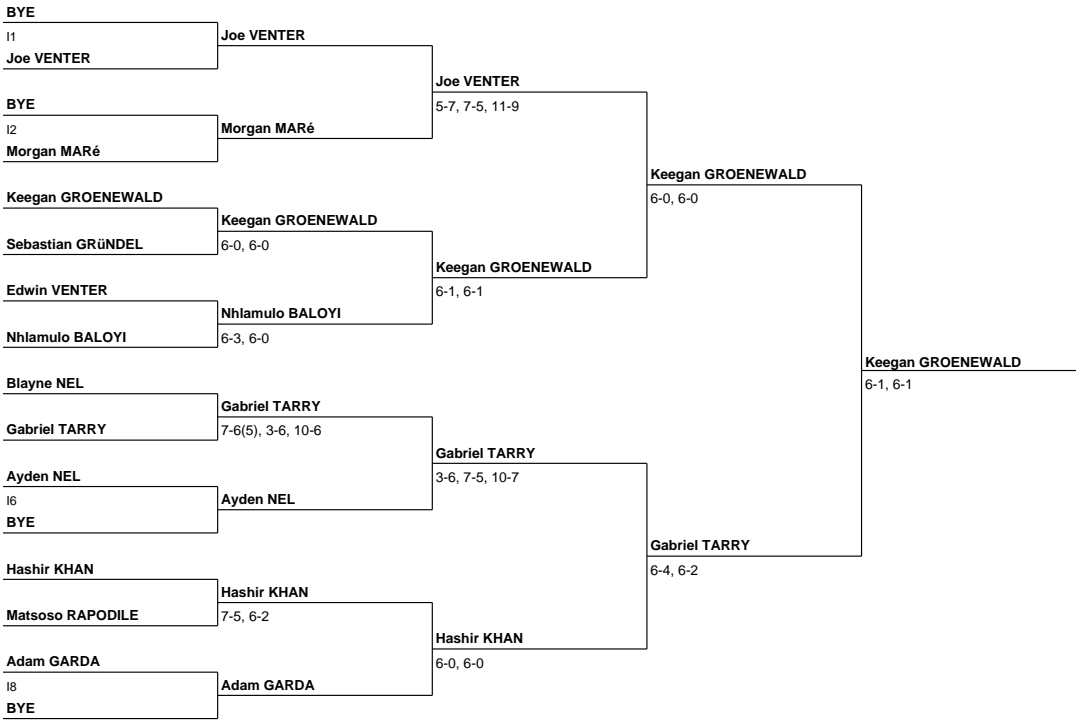 BYE
I1
Joe VENTER
BYE
I2
Morgan MARé
Keegan GROENEWALD
Sebastian GRüNDEL
Edwin VENTER
Nhlamulo BALOYI
Blayne NEL
Gabriel TARRY
Ayden NEL
I6
BYE
Hashir KHAN
Matsoso RAPODILE
Adam GARDA
I8
BYE
Joe VENTER
Morgan MARé
Keegan GROENEWALD
6-0, 6-0
Nhlamulo BALOYI
6-3, 6-0
Gabriel TARRY
7-6(5), 3-6, 10-6
Ayden NEL
Hashir KHAN
7-5, 6-2
Adam GARDA
Joe VENTER
5-7, 7-5, 11-9
Keegan GROENEWALD
6-1, 6-1
Gabriel TARRY
3-6, 7-5, 10-7
Hashir KHAN
6-0, 6-0
Keegan GROENEWALD
6-0, 6-0
Gabriel TARRY
6-4, 6-2
Keegan GROENEWALD
6-1, 6-1